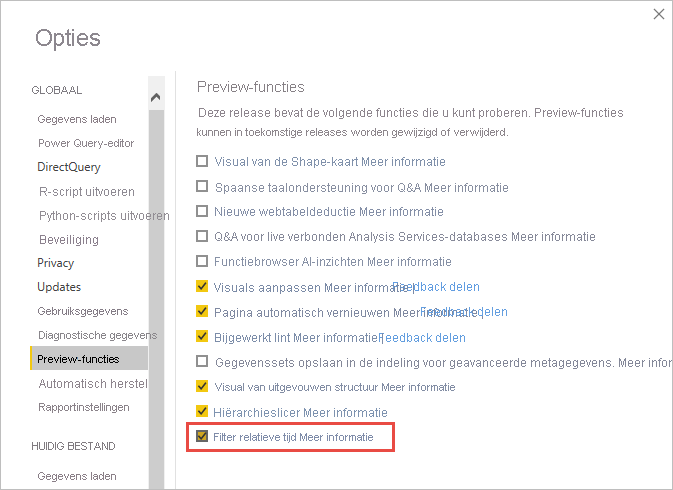 Opties
GLOBAAL
Gegevens laden
Power Query-editor
DirectQuery
R-script uitvoeren
Python-scripts uitvoeren
Beveiliging
Privacy
Updates
Gebruiksgegevens
Diagnostische gegevens
Preview-functies
Automatisch herstel
Rapportinstellingen
HUIDIG BESTAND
Gegevens laden
Preview-functies
Deze release bevat de volgende functies die u kunt proberen. Preview-functies
kunnen in toekomstige releases worden gewijzigd of verwijderd.
Visual van de Shape-kaart Meer informatie
Spaanse taalondersteuning voor Q&A Meer informatie
Nieuwe webtabeldeductie Meer informatie
Q&A voor live verbonden Analysis Services-databases Meer informatie
Functiebrowser AI-inzichten Meer informatie
Visuals aanpassen Meer informatie | Feedback delen
Pagina automatisch vernieuwen Meer informatie Feedback delen
Bijgewerkt lint Meer informatie Feedback delen
Gegevenssets opslaan in de indeling voor geavanceerde metagegevens. Meer infor
Visual van uitgevouwen structuur Meer informatie
Hiërarchieslicer Meer informatie
Filter relatieve tijd Meer informatie